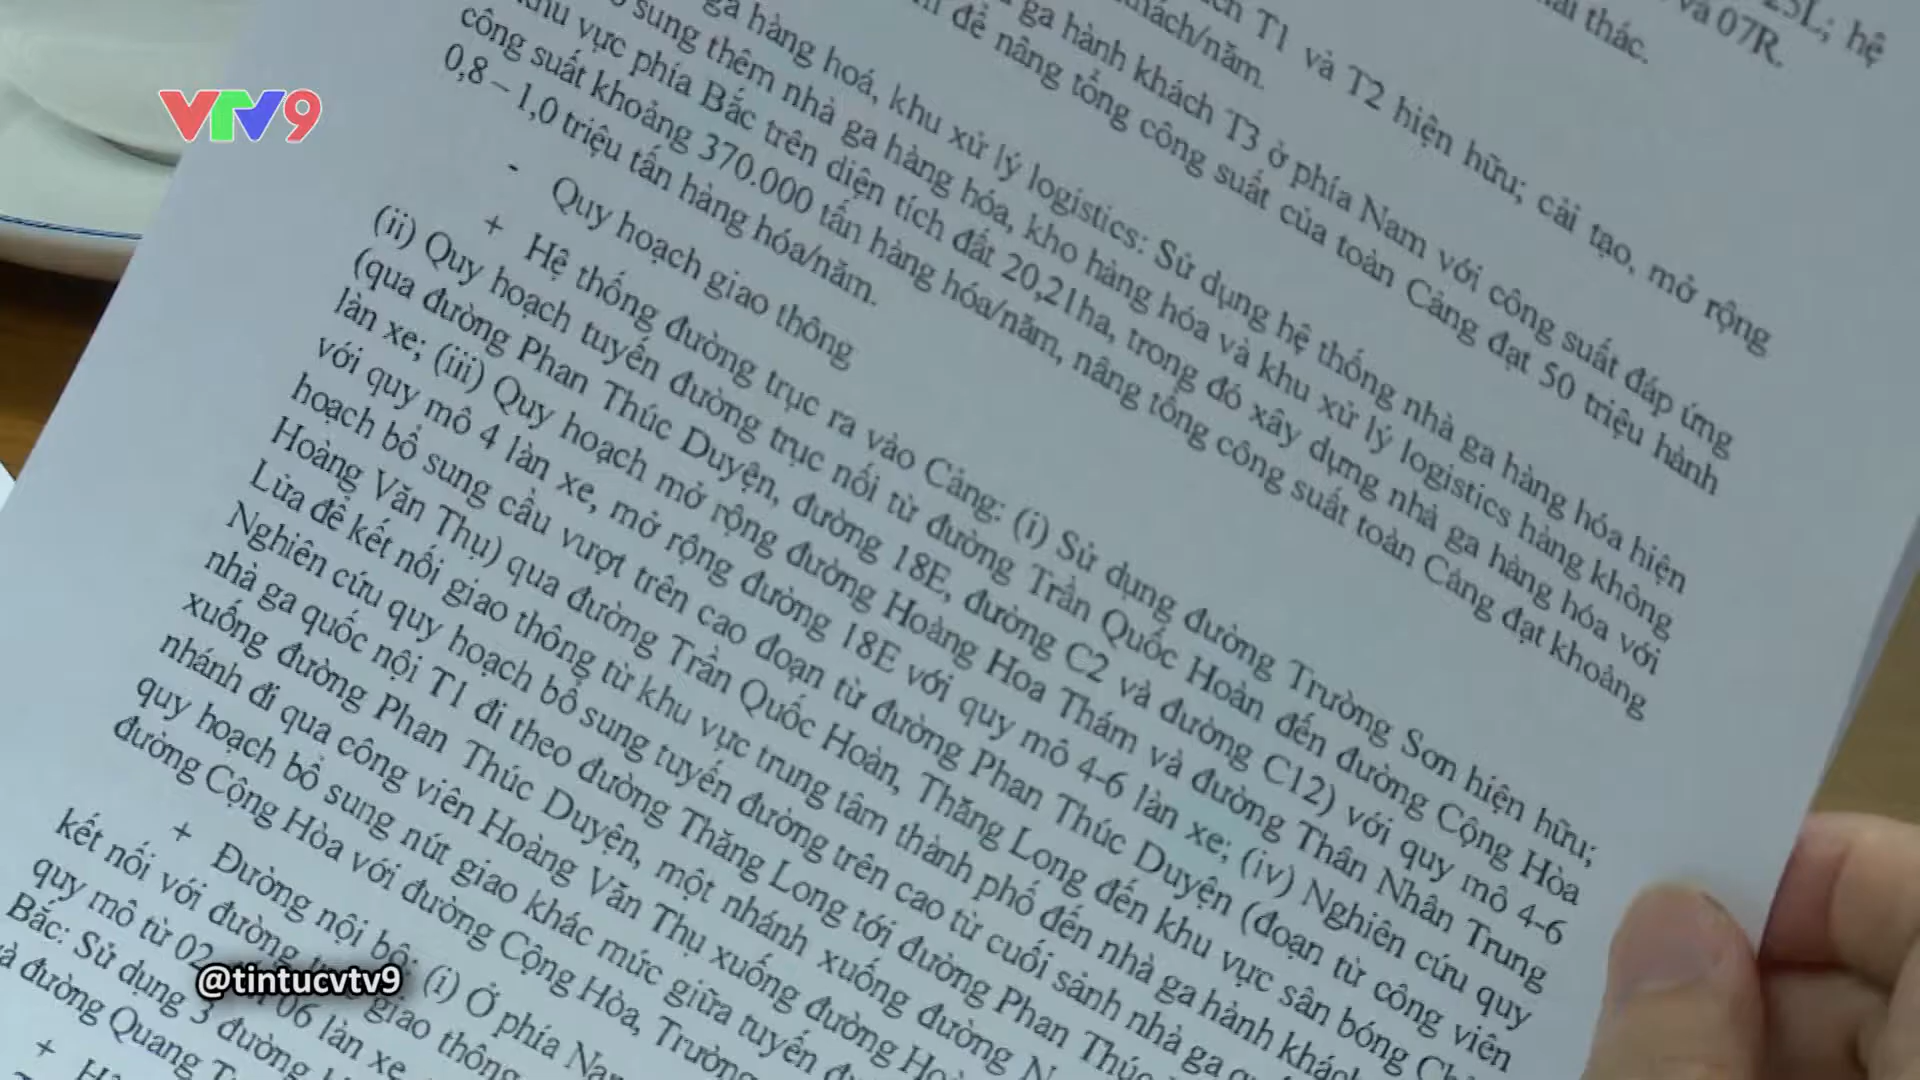 VTV9
25L; hệ
và 07R.
thác.
T1 và T2 hiện hữu; cải tạo, mở rộng
ga hành khách T3 ở phía Nam với công suất đáp ứng
khách/năm.
để nâng tổng công suất của toàn Cảng đạt 50 triệu hành
ga hàng hoá, khu xử lý logistics: Sử dụng hệ thống nhà ga hàng hóa hiện
sung thêm nhà ga hàng hóa, kho hàng hóa và khu xử lý logistics hàng không
khu vực phía Bắc trên diện tích đất 20,21ha, trong đó xây dựng nhà ga hàng hóa với
công suất khoảng 370.000 tấn hàng hóa/năm, nâng tổng công suất toàn Cảng đạt khoảng
0,8 – 1,0 triệu tấn hàng hóa/năm.
- Quy hoạch giao thông
+ Hệ thống đường trục ra vào Cảng: (i) Sử dụng đường Trường Sơn hiện hữu;
(ii) Quy hoạch tuyến đường trục nối từ đường Trần Quốc Hoàn đến đường Cộng Hòa
(qua đường Phan Thúc Duyện, đường 18E, đường C2 và đường C12) với quy mô 4-6
làn xe; (iii) Quy hoạch mở rộng đường Hoàng Hoa Thám và đường Thân Nhân Trung
với quy mô 4 làn xe, mở rộng đường 18E với quy mô 4-6 làn xe; (iv) Nghiên cứu quy
hoạch bổ sung cầu vượt trên cao đoạn từ đường Phan Thúc Duyện (đoạn từ công viên
Hoàng Văn Thụ) qua đường Trần Quốc Hoàn, Thăng Long đến khu vực sân bóng
Lửa để kết nối giao thông từ khu vực trung tâm thành phố đến nhà ga hành khách
Nghiên cứu quy hoạch bổ sung tuyến đường trên cao từ cuối sảnh nhà ga
nhà ga quốc nội T1 đi theo đường Thăng Long tới đường Phan Thúc
xuống đường Phan Thúc Duyện, một nhánh xuống đường
nhánh đi qua công viên Hoàng Văn Thụ xuống đường
quy hoạch bổ sung nút giao khác mức giữa tuyến
đường Cộng Hòa với đường Cộng Hòa, Trường
+ Đường nội bộ: (i) Ở phía
kết nối với đường giao thông
quy mô từ 02 06 làn xe
Bắc: Sử dụng 3 đường
đường Quang
+
@tintucvtv9